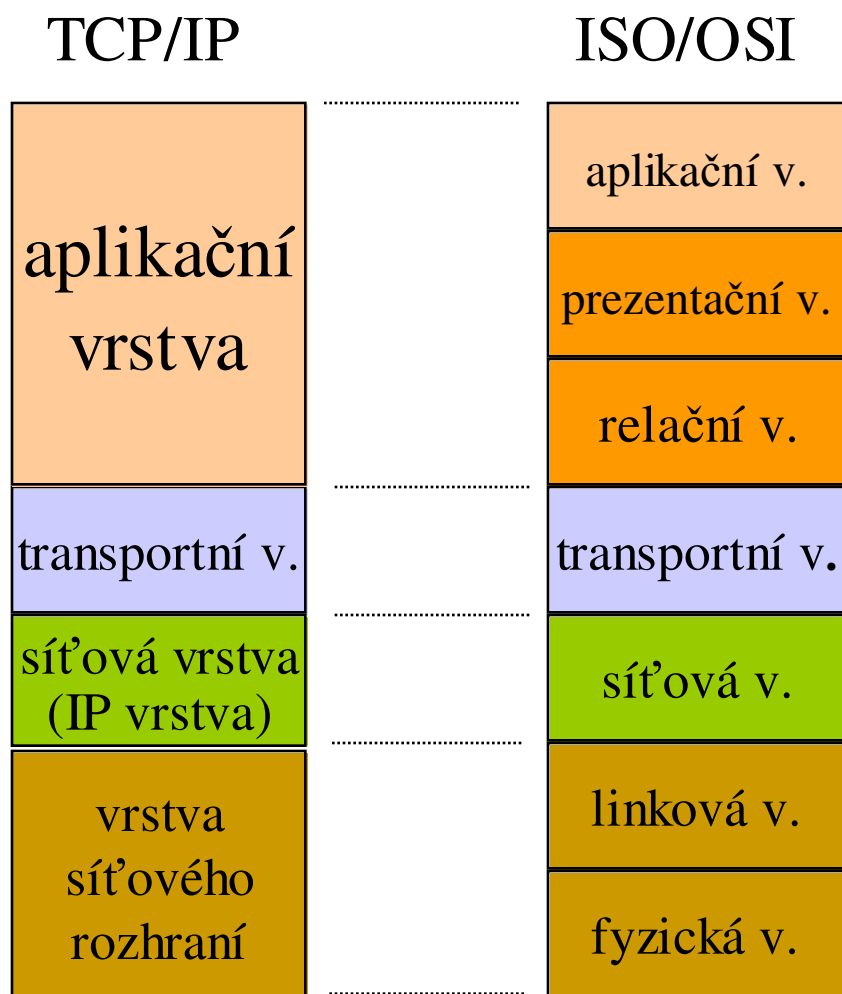 TCP/IP
ISO/OSI
aplikační
vrstva
transportní v.
síťová vrstva
(IP vrstva)
vrstva
síťového
rozhraní
aplikační v.
prezentační v.
relační v.
transportní v.
síťová v.
linková v.
fyzická v.